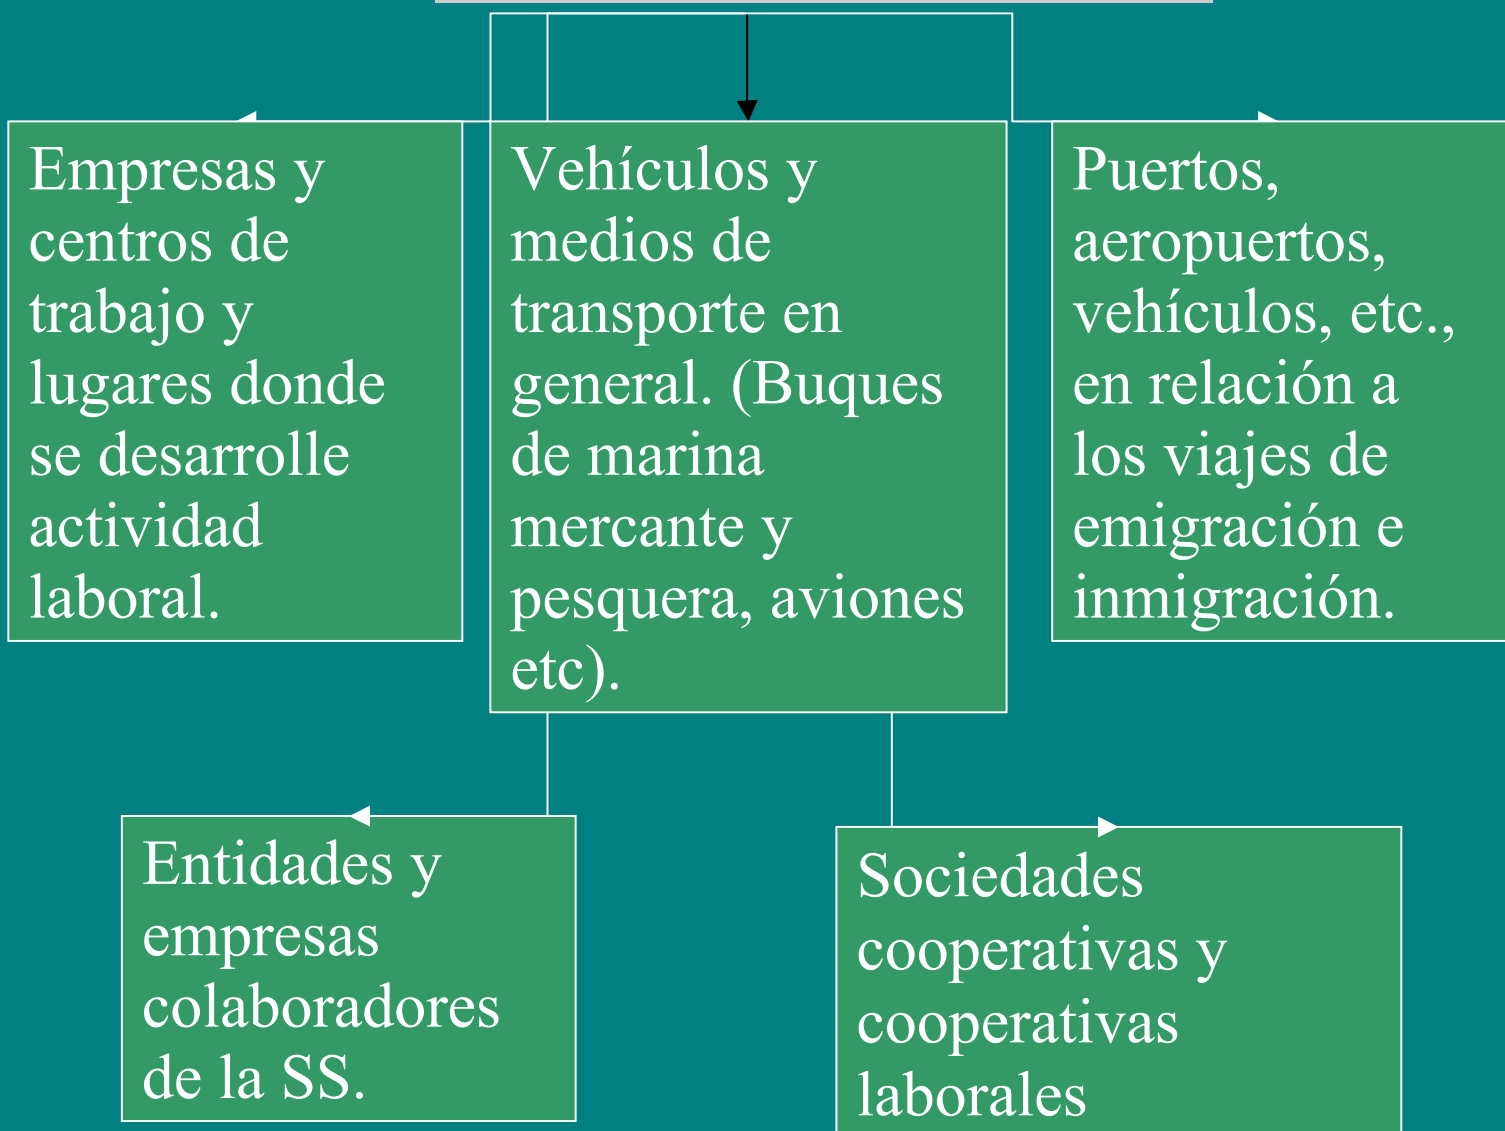 Empresas y
centros de
trabajo y
lugares donde
se desarrolle
actividad
laboral.
Vehículos y
medios de
transporte en
general. (Buques
de marina
mercante y
pesquera, aviones
etc).
Puertos,
aeropuertos,
vehículos, etc.,
en relación a
los viajes de
emigración e
inmigración.
Entidades y
empresas
colaboradores
de la SS.
Sociedades
cooperativas y
cooperativas
laborales